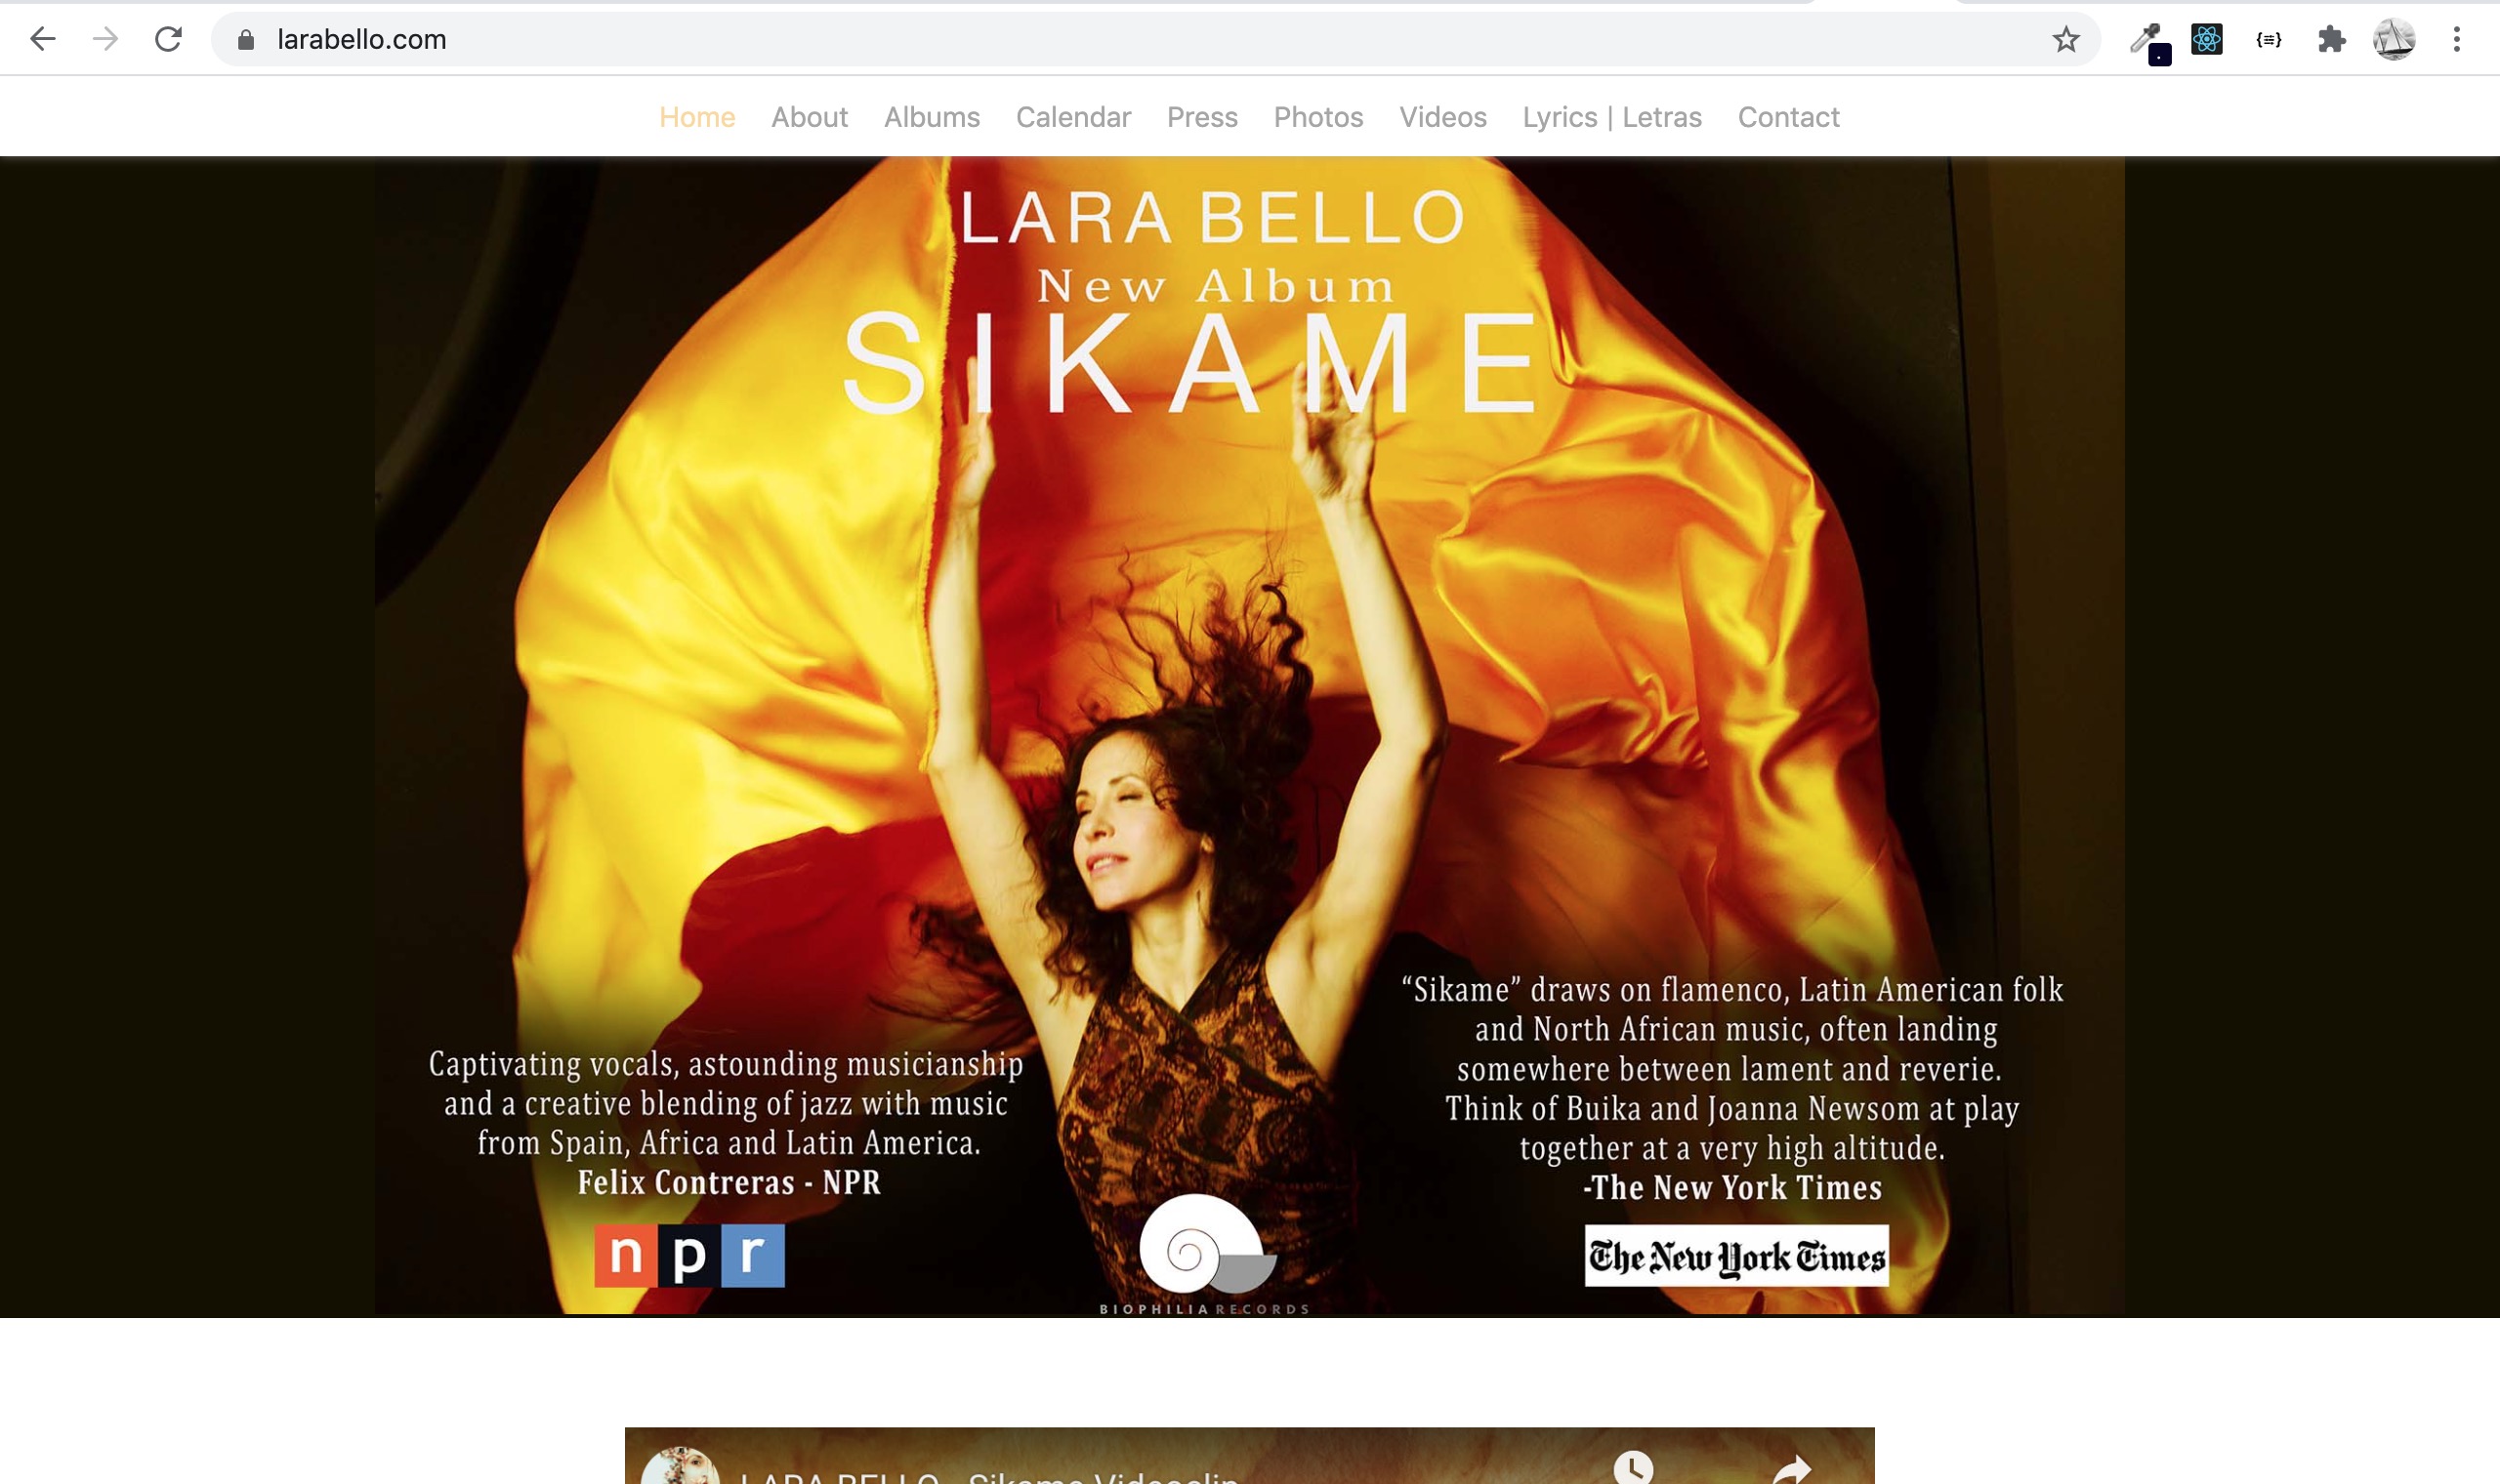 larabello.com
Home About Albums Calendar Press Photos Videos Lyrics | Letras Contact
LARA BELLO
New Album
SIKAME
Captivating vocals, astounding musicianship
and a creative blending of jazz with music
from Spain, Africa and Latin America.
Felix Contreras - NPR
npr
BIOPHILIA RECORDS
“Sikame” draws on flamenco, Latin American folk
and North African music, often landing
somewhere between lament and reverie.
Think of Buika and Joanna Newsom at play
together at a very high altitude.
-The New York Times
The New York Times
LARA BELLO - Sikame Videoclip